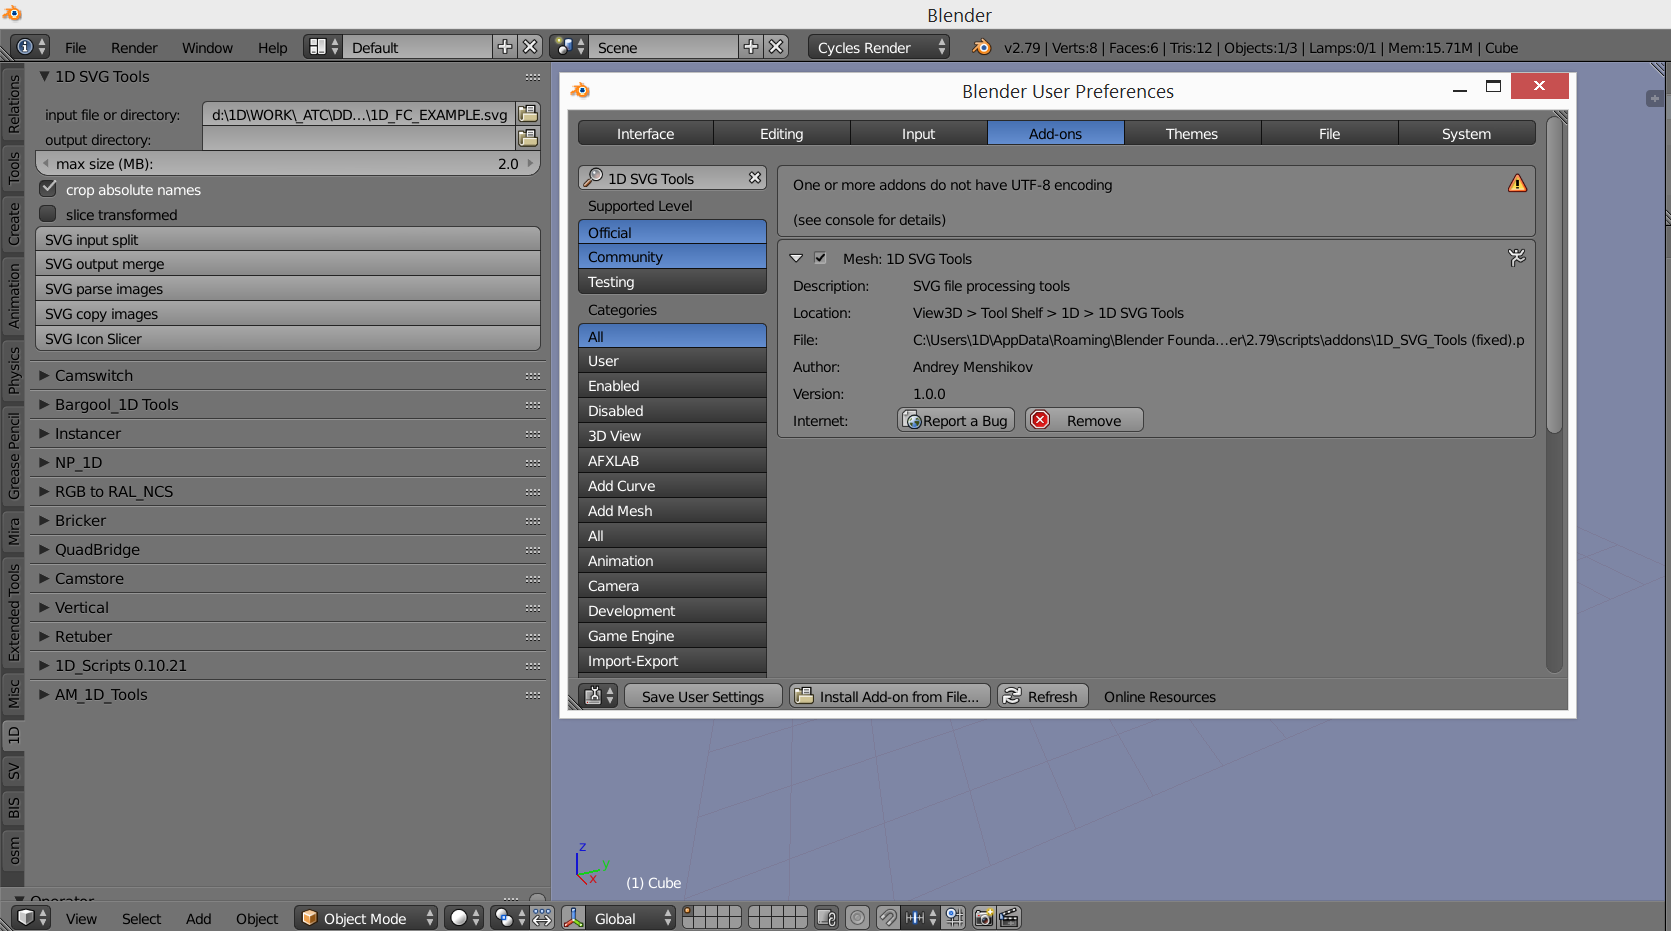 Blender
File Render Window Help Default Scene Cycles Render v2.79 | Verts:8 | Faces:6 | Tris:12 | Objects:1/3 | Lamps:0/1 | Mem:15.71M | Cube
Relations
Tools
Create
Animation
Physics
Grease Pencil
Mira
Extended Tools
Misc
1D
SV
BIS
osm
1D SVG Tools
input file or directory: d:\1D\WORK\_ATC\DD...\1D_FC_EXAMPLE.svg
output directory:
max size (MB): 2.0
crop absolute names
slice transformed
SVG input split
SVG output merge
SVG parse images
SVG copy images
SVG Icon Slicer
Camswitch
Bargool_1D Tools
Instancer
NP_1D
RGB to RAL_NCS
Bricker
QuadBridge
Camstore
Vertical
Retuber
1D_Scripts 0.10.21
AM_1D_Tools
Operator
Blender User Preferences
Interface Editing Input Add-ons Themes File System
1D SVG Tools
Supported Level
Official
Community
Testing
Categories
All
User
Enabled
Disabled
3D View
AFXLAB
Add Curve
Add Mesh
All
Animation
Camera
Development
Game Engine
Import-Export
One or more addons do not have UTF-8 encoding
(see console for details)
Mesh: 1D SVG Tools
Description: SVG file processing tools
Location: View3D > Tool Shelf > 1D > 1D SVG Tools
File: C:\Users\1D\AppData\Roaming\Blender Founda...er\2.79\scripts\addons\1D_SVG_Tools (fixed).p
Author: Andrey Menshikov
Version: 1.0.0
Internet: Report a Bug Remove
Save User Settings Install Add-on from File... Refresh Online Resources
z
y
x
(1) Cube
View Select Add Object Object Mode Global